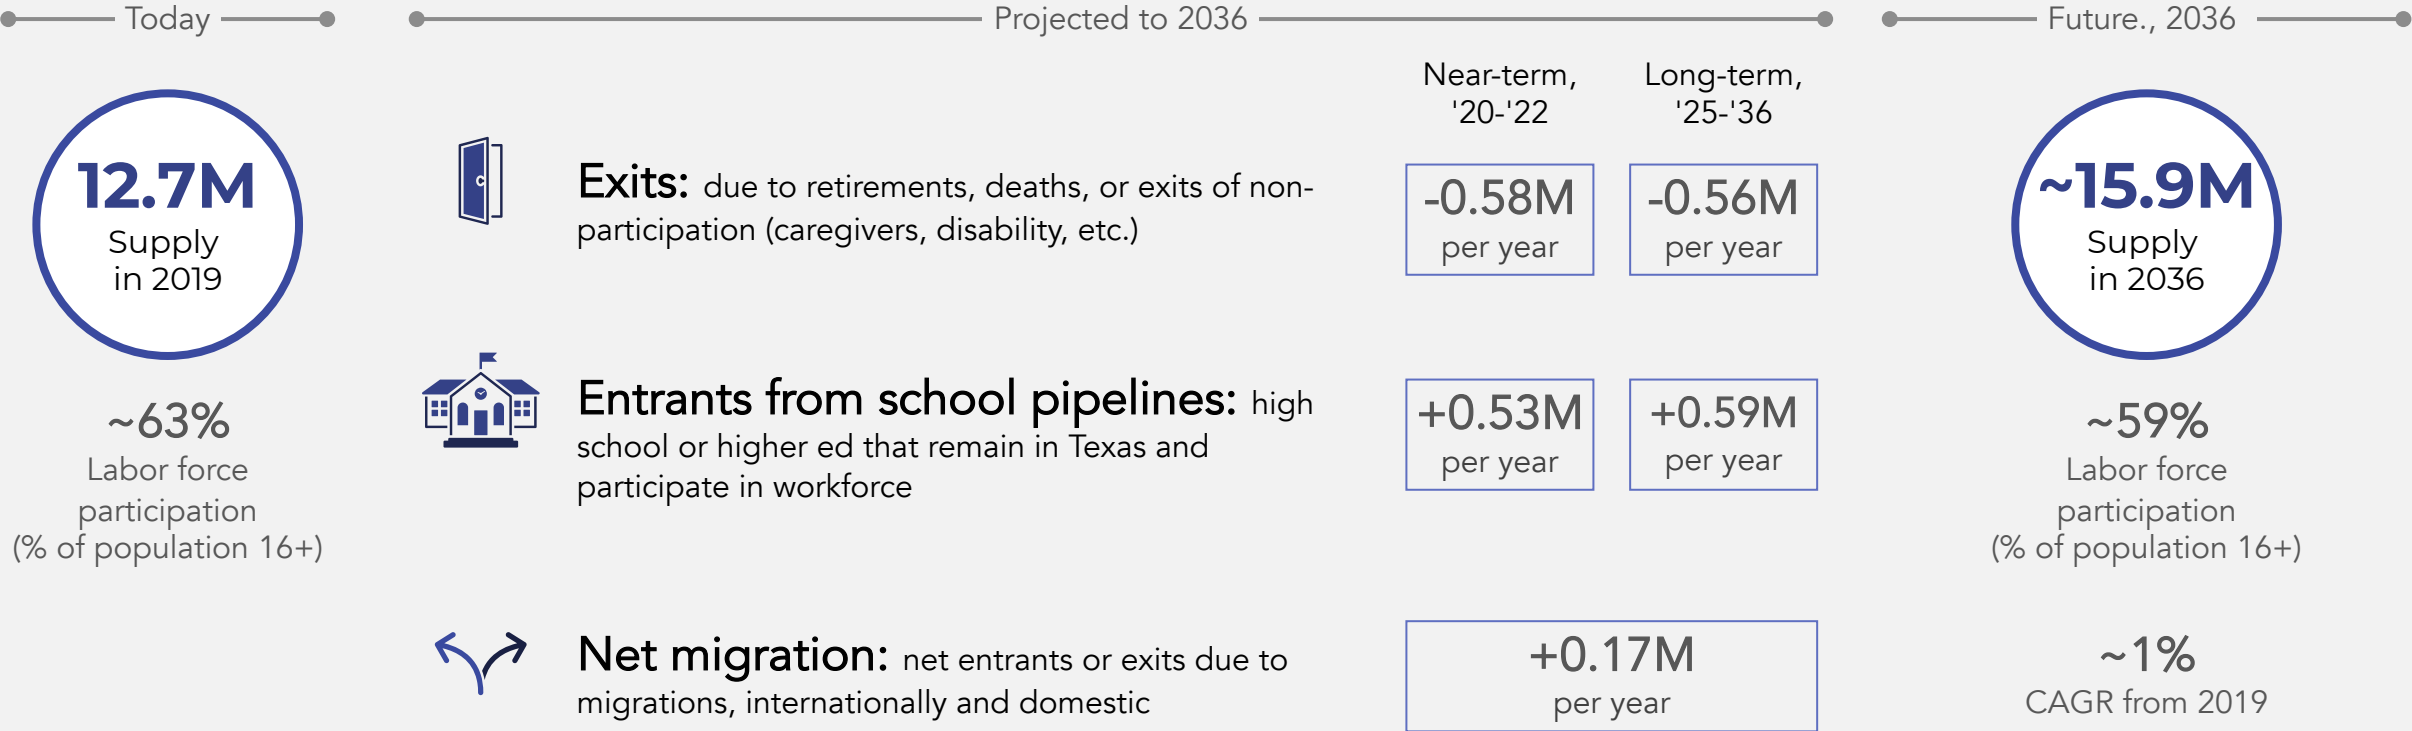 Today
Projected to 2036
Future., 2036
Near-term,
'20-'22
Long-term,
'25-'36
12.7M
Supply
in 2019
~63%
Labor force
participation
(% of population 16+)
Exits: due to retirements, deaths, or exits of non-
participation (caregivers, disability, etc.)
-0.58M
per year
-0.56M
per year
Entrants from school pipelines: high
school or higher ed that remain in Texas and
participate in workforce
+0.53M
per year
+0.59M
per year
Net migration: net entrants or exits due to
migrations, internationally and domestic
+0.17M
per year
~15.9M
Supply
in 2036
~59%
Labor force
participation
(% of population 16+)
~1%
CAGR from 2019